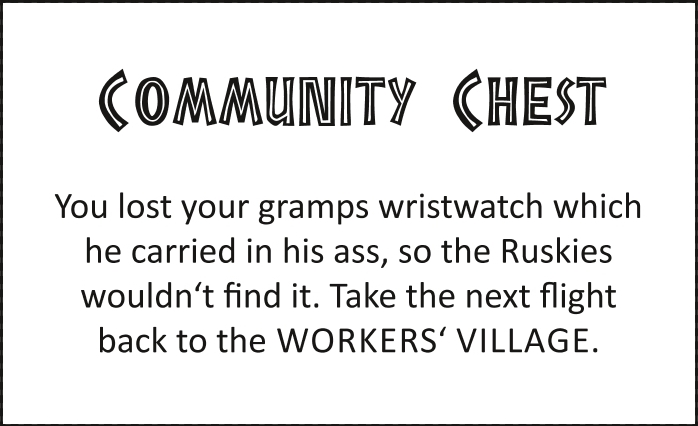 COMMUNITY CHEST
You lost your gramps wristwatch which
he carried in his ass, so the Ruskies
wouldn‘t find it. Take the next flight
back to the WORKERS‘ VILLAGE.